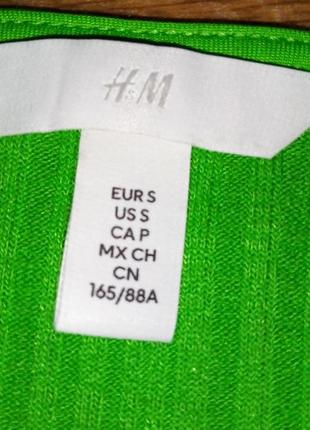 H&M
EUR S
US S
CA P
MX CH
CN
165/88A